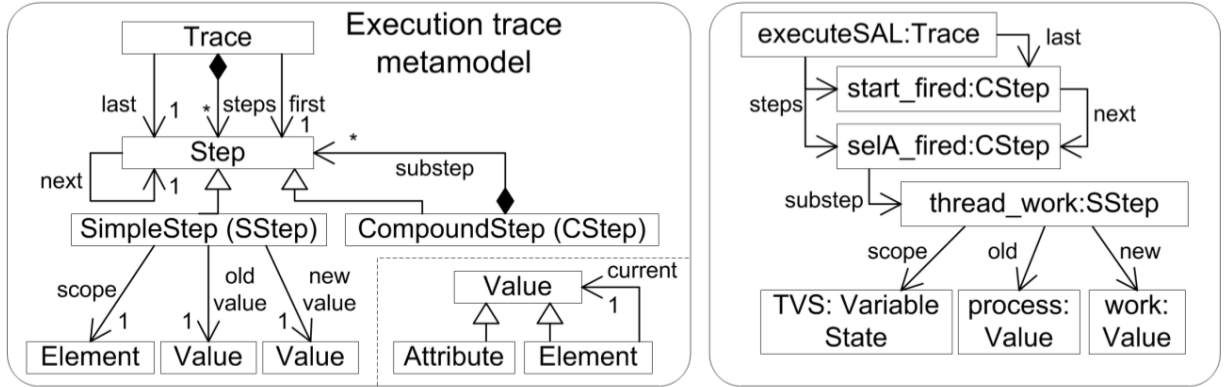 Execution trace
metamodel
Trace
last
1
*
steps
first
1
Step
*
next
1
substep
SimpleStep (SStep)
CompoundStep (CStep)
scope
1
old
value
1
new
value
1
Element
Value
Value
Value
current
1
Attribute
Element
executeSAL:Trace
last
start_fired:CStep
steps
next
selA_fired:CStep
substep
thread_work:SStep
scope
old
new
TVS: Variable
State
process:
Value
work:
Value